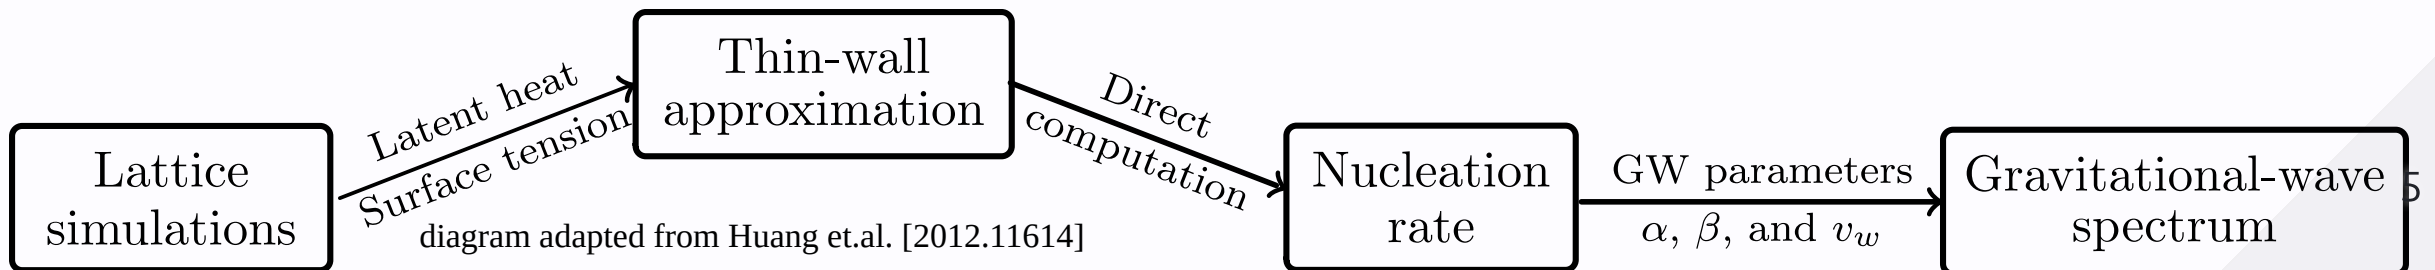 Lattice
simulations
Latent heat
Surface tension
Thin-wall
approximation
Direct
computation
Nucleation
rate
GW parameters
α, β, and v_w
Gravitational-wave
spectrum
diagram adapted from Huang et.al. [2012.11614]
5